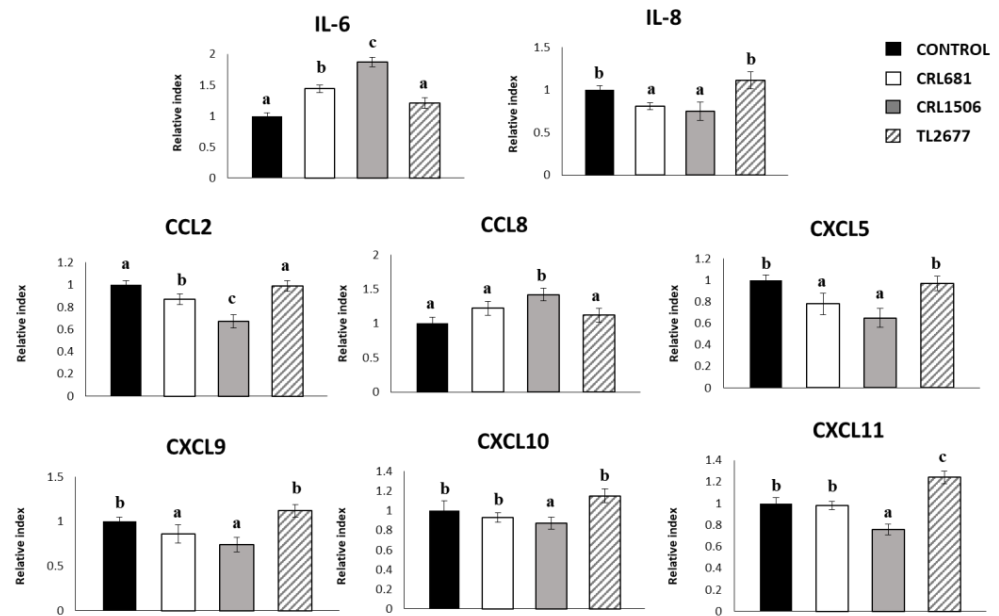 IL-6
Relative index
2
1.5
1
0.5
0
a
b
c
a
IL-8
Relative index
1.5
1
0.5
0
b
a
a
b
CONTROL
CRL681
CRL1506
TL2677
CCL2
Relative index
1.2
1
0.8
0.6
0.4
0.2
0
a
b
c
a
CCL8
Relative index
2
1.5
1
0.5
0
a
a
b
a
CXCL5
Relative index
1.2
1
0.8
0.6
0.4
0.2
0
b
a
a
b
CXCL9
Relative index
1.5
1
0.5
0
b
a
a
b
CXCL10
Relative index
1.4
1.2
1
0.8
0.6
0.4
0.2
0
b
b
a
b
CXCL11
Relative index
1.4
1.2
1
0.8
0.6
0.4
0.2
0
b
b
a
c